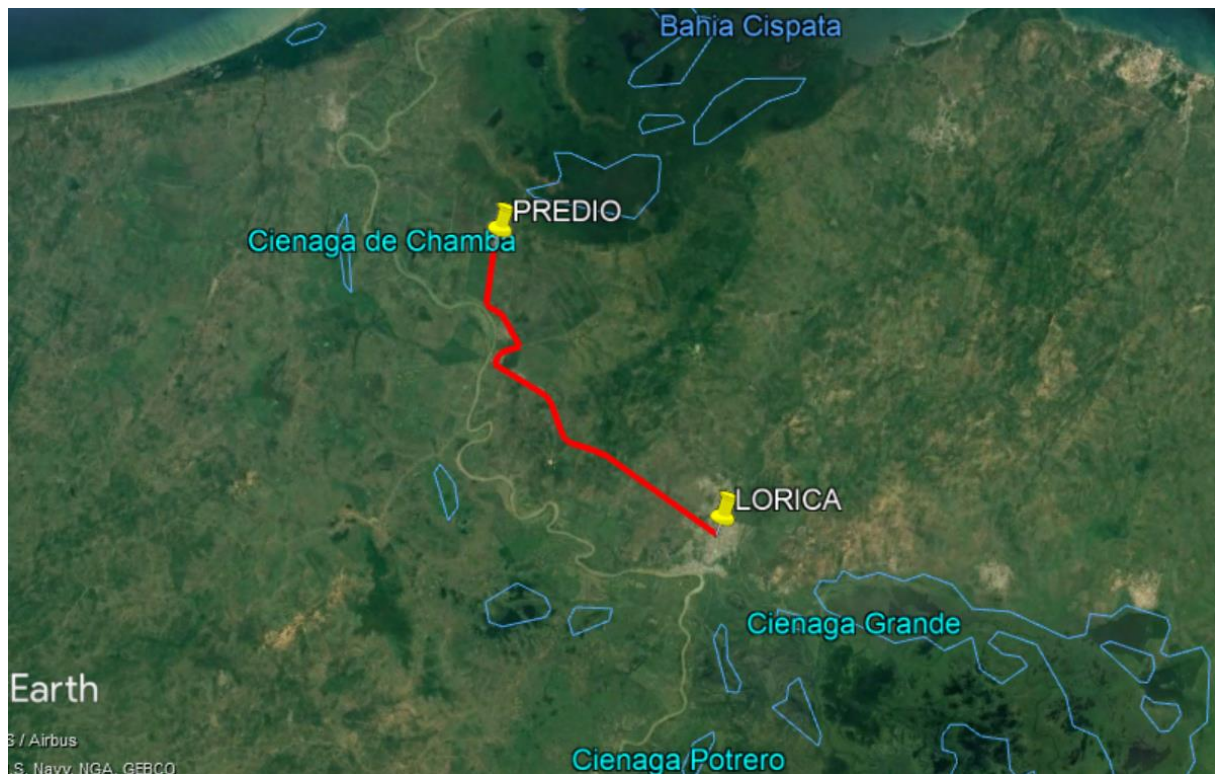 Bahia Cispata
PREDIO
Cienaga de Chamba
LORICA
Cienaga Grande
Earth
S / Airbus
S. Navy, NGA, GEBCO
Cienaga Potrero